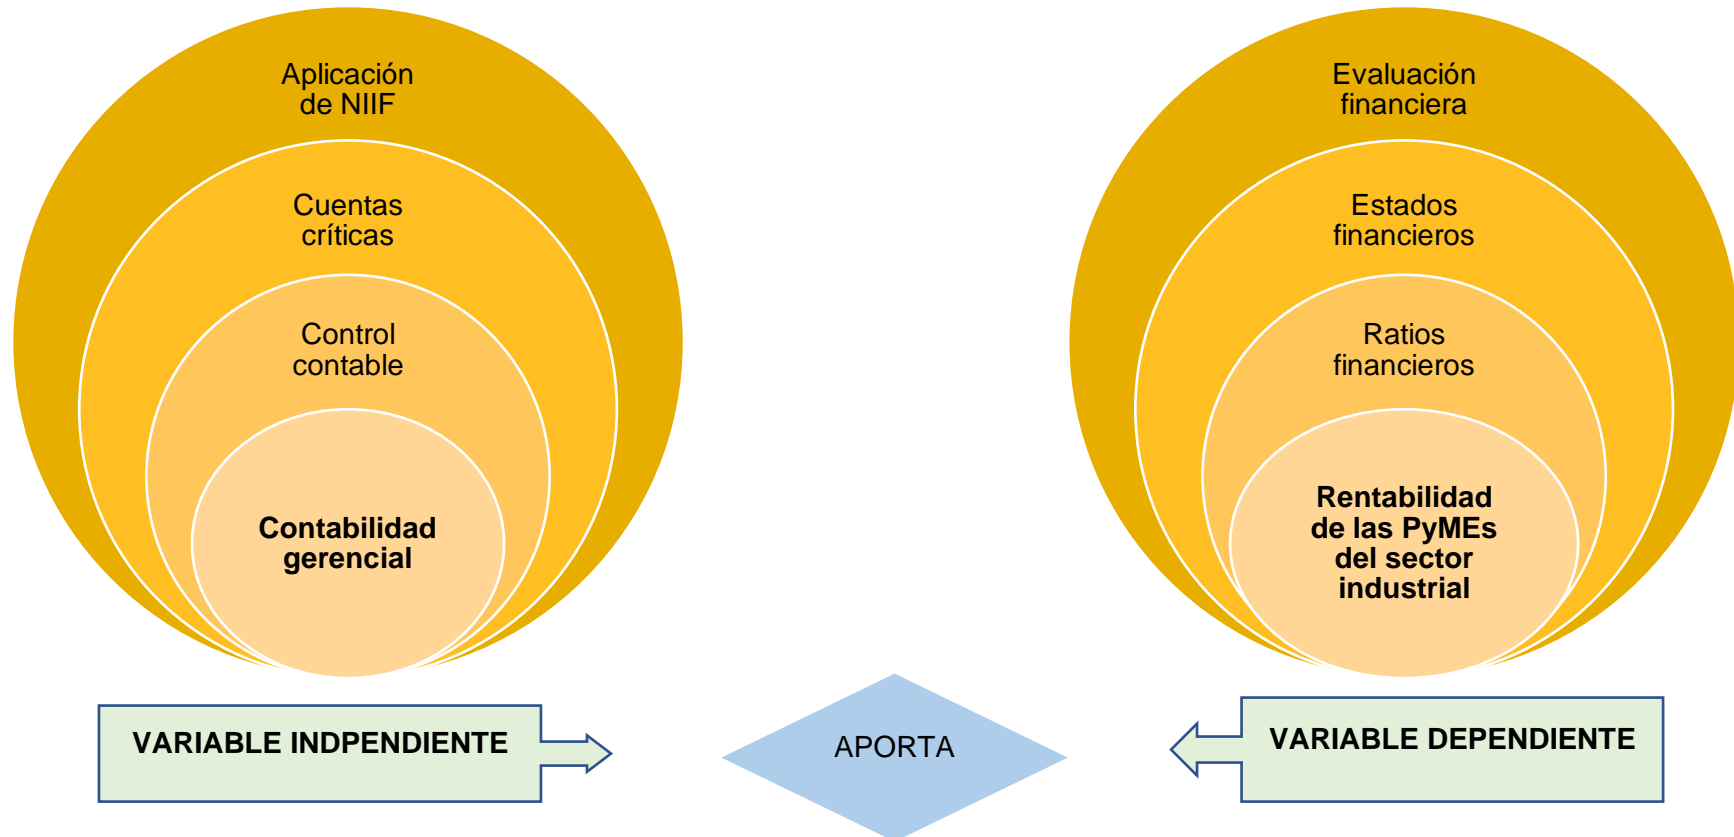 Aplicación
de NIIF
Cuentas
críticas
Control
contable
Contabilidad
gerencial
Evaluación
financiera
Estados
financieros
Ratios
financieros
Rentabilidad
de las PyMEs
del sector
industrial
VARIABLE INDPENDIENTE
APORTA
VARIABLE DEPENDIENTE